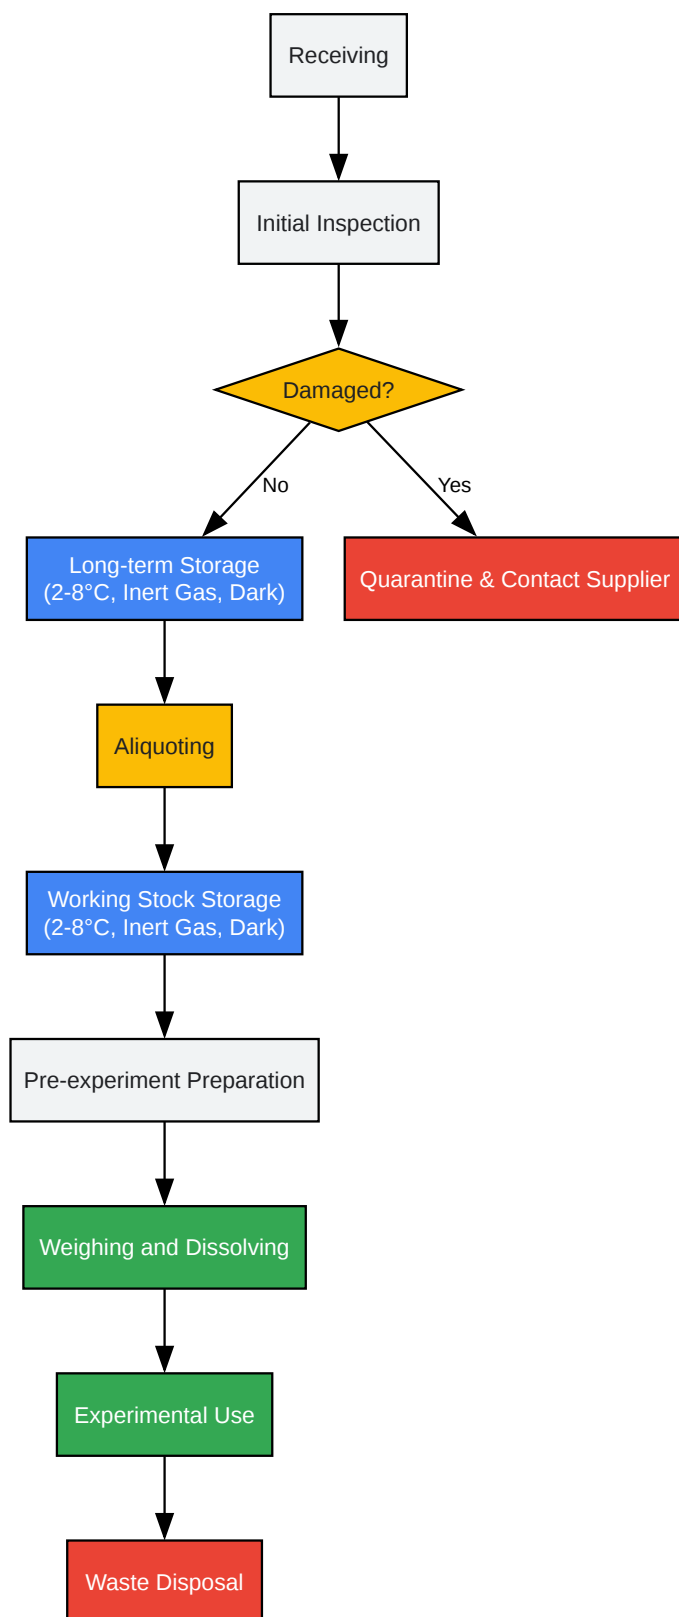 Receiving
Initial Inspection
Damaged?
No
Yes
Long-term Storage
(2-8°C, Inert Gas, Dark)
Quarantine & Contact Supplier
Aliquoting
Working Stock Storage
(2-8°C, Inert Gas, Dark)
Pre-experiment Preparation
Weighing and Dissolving
Experimental Use
Waste Disposal